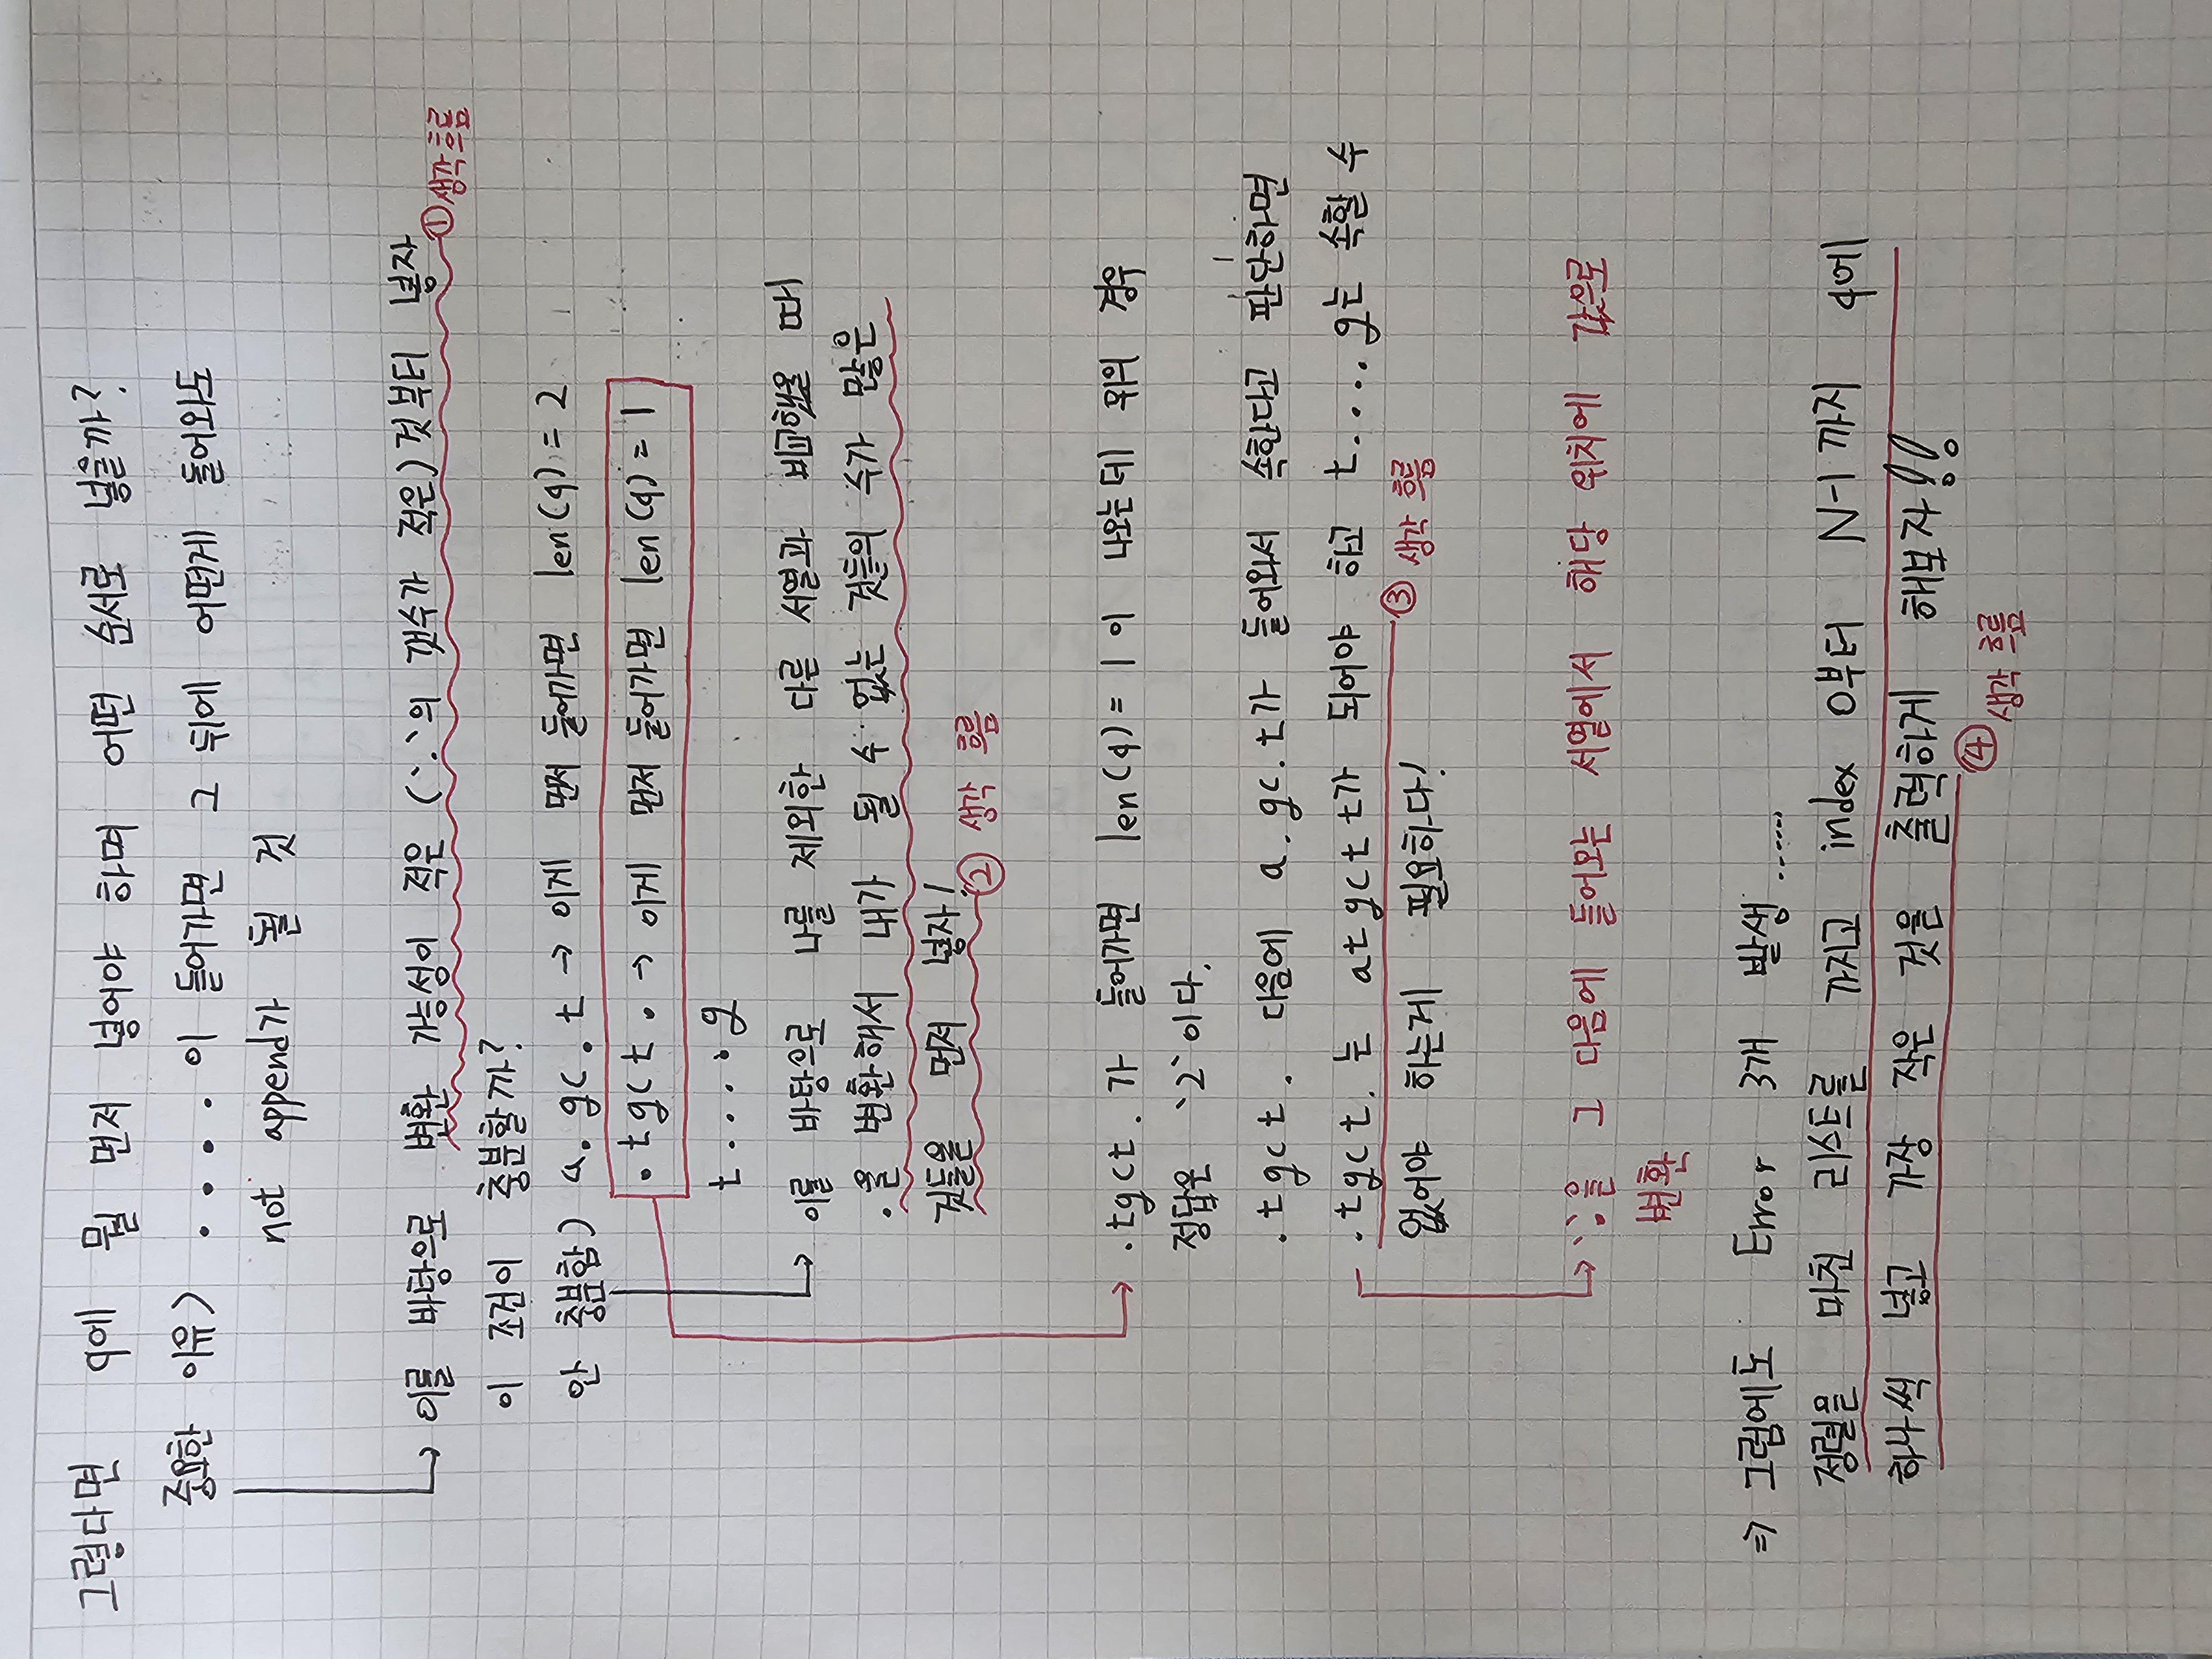 그렇다면 q에 뭘 먼저 넣어야 하며 어떤 순서로 넣을까?
중요한 이유) . . . . 이 들어가면 그 뒤에 어떤게 들어와도
not append가 될 것
이를 바탕으로 변환 가능성이 적은 ('.'의 갯수가 적은) 것부터 넣자
① 생각 흐름
이 조건이 충분할까?
안 충분함) a.gc.t → 이게 먼저 들어가면 len(q) = 2
.tgct. → 이게 먼저 들어가면 len(q) = 1
t....g
이를 바탕으로 나를 제외한 다른 서열과 비교했을 때
.을 변환해서 내가 될 수 없는 것들의 수가 많은
것들을 먼저 넣자!
② 생각 흐름
.tgct. 가 들어가면 len(q) = 1 이 나오는데 위의 경우
정답은 '2'이다.
.tgct. 다음에 a.gc.t가 들어와서 속한다고 판단하면
.tgct. 는 atgctt가 되어야 하고 t....g는 속할 수
③ 생각 흐름
없어야 하는게 필요하다!
'.'을 그 다음에 들어오는 서열에서 해당 위치에 값으로
변환
⇒ 그럼에도 Error 3개 발생......
정렬을 마친 리스트를 가지고 index 0부터 N-1 까지 q에
하나씩 넣고 가장 작은 것을 출력하게 해보자!!
④ 생각 흐름